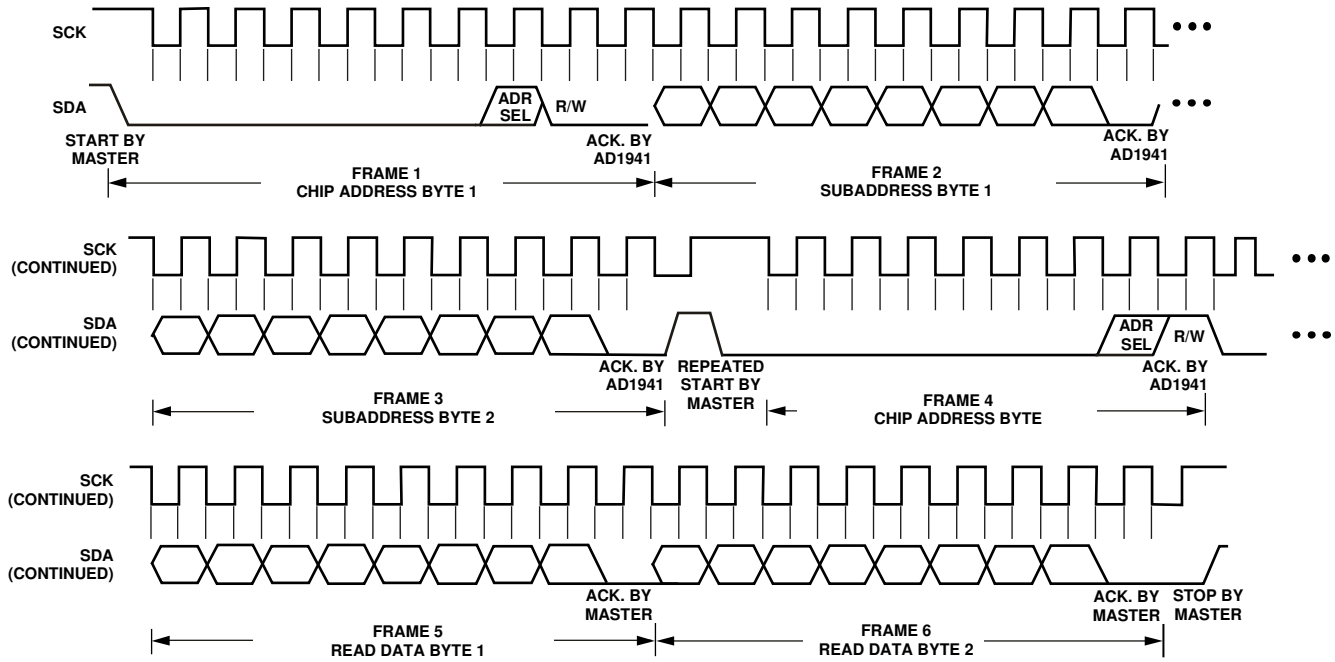 SCK
SDA
ADR
SEL
R/W
START BY
MASTER
ACK. BY
AD1941
ACK. BY
AD1941
FRAME 1
CHIP ADDRESS BYTE 1
FRAME 2
SUBADDRESS BYTE 1
SCK
(CONTINUED)
SDA
(CONTINUED)
ADR
SEL
R/W
ACK. BY
AD1941
REPEATED
START BY
MASTER
ACK. BY
AD1941
FRAME 3
SUBADDRESS BYTE 2
FRAME 4
CHIP ADDRESS BYTE
SCK
(CONTINUED)
SDA
(CONTINUED)
ACK. BY
MASTER
ACK. BY
MASTER
STOP BY
MASTER
FRAME 5
READ DATA BYTE 1
FRAME 6
READ DATA BYTE 2